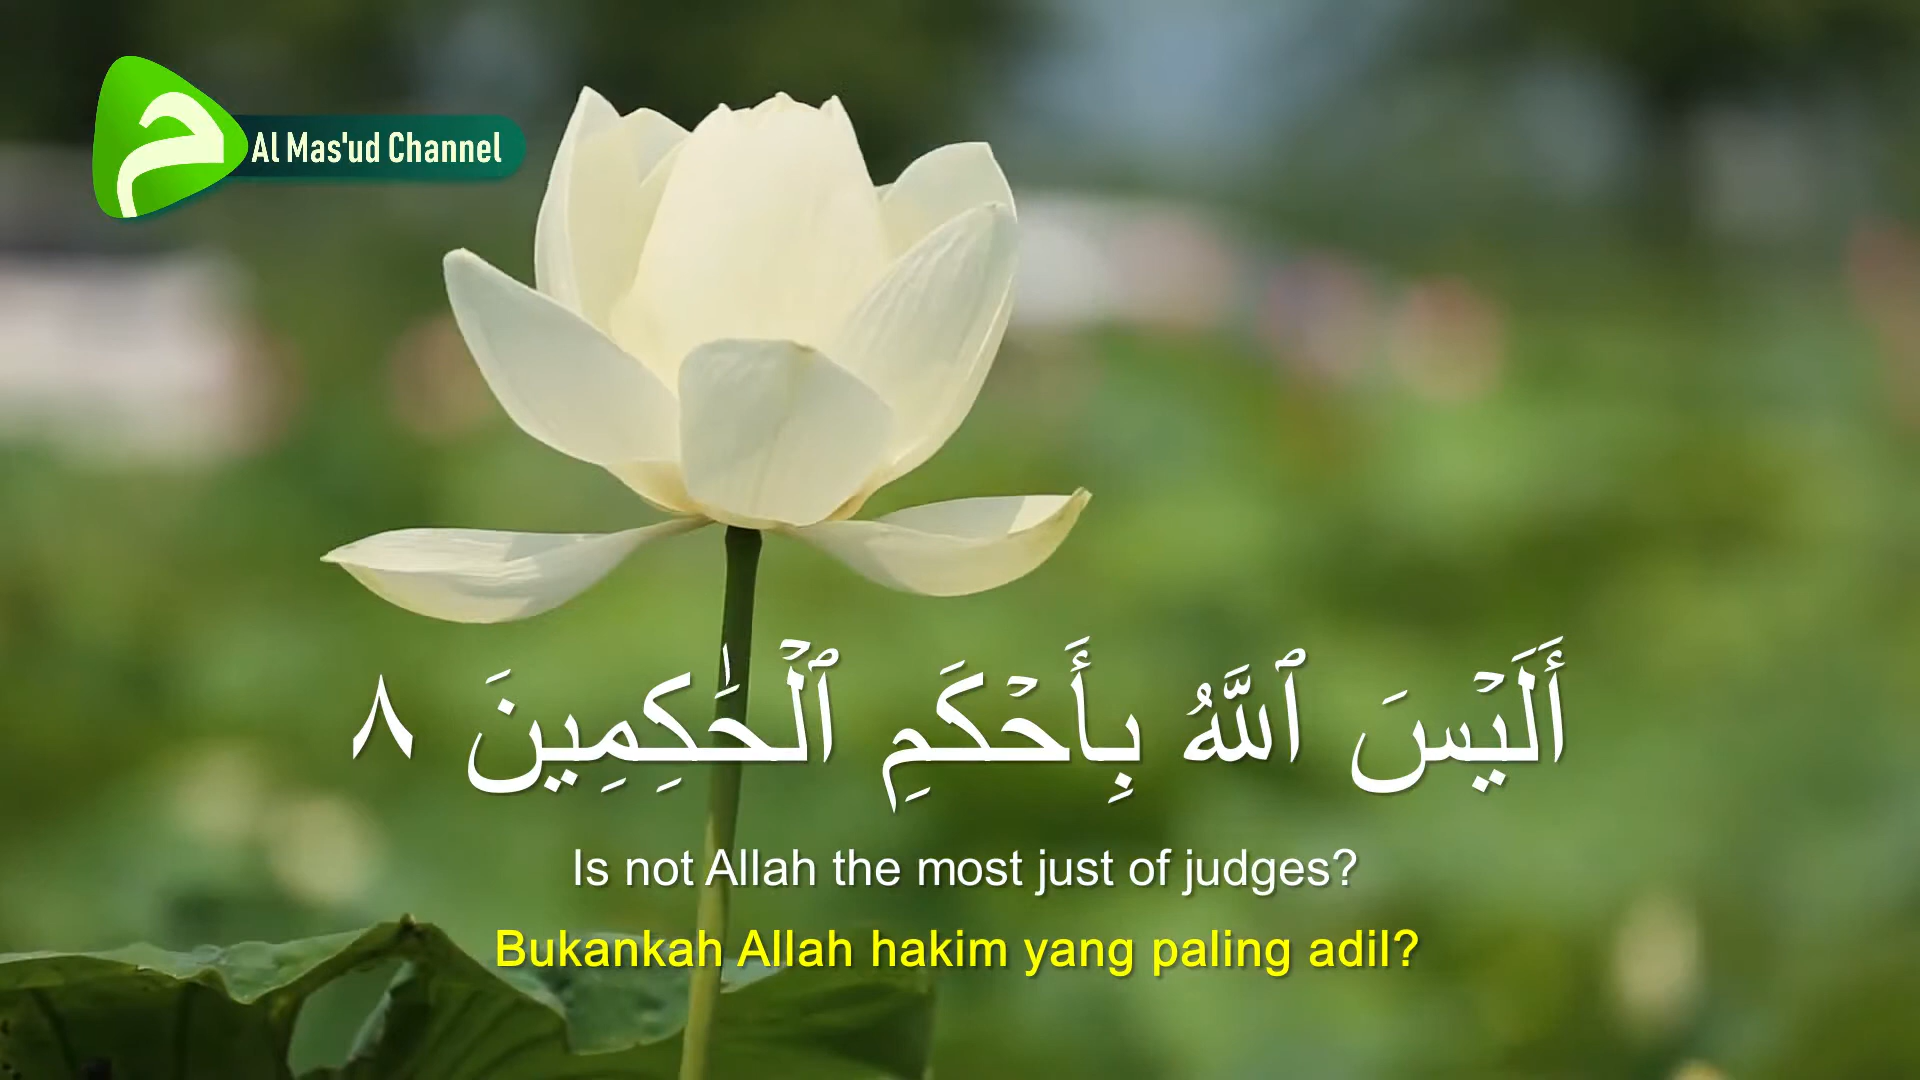 Al Mas'ud Channel
أَلَيۡسَ ٱللَّهُ بِأَحۡكَمِ ٱلۡحَٰكِمِينَ ٨
Is not Allah the most just of judges?
Bukankah Allah hakim yang paling adil?